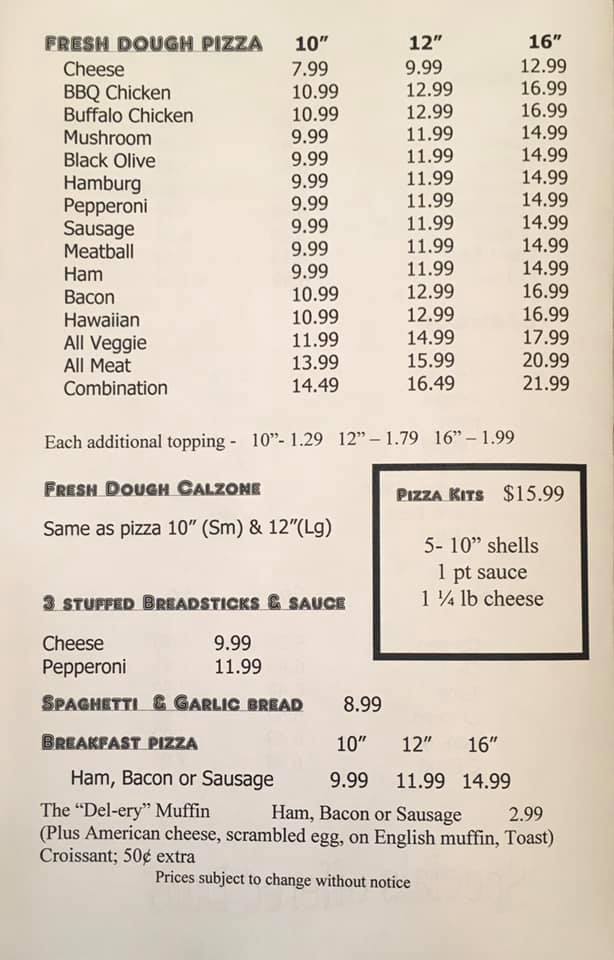 FRESH DOUGH PIZZA 10” 12” 16”
Cheese 7.99 9.99 12.99
BBQ Chicken 10.99 12.99 16.99
Buffalo Chicken 10.99 12.99 16.99
Mushroom 9.99 11.99 14.99
Black Olive 9.99 11.99 14.99
Hamburg 9.99 11.99 14.99
Pepperoni 9.99 11.99 14.99
Sausage 9.99 11.99 14.99
Meatball 9.99 11.99 14.99
Ham 9.99 11.99 14.99
Bacon 10.99 12.99 16.99
Hawaiian 10.99 12.99 16.99
All Veggie 11.99 14.99 17.99
All Meat 13.99 15.99 20.99
Combination 14.49 16.49 21.99
Each additional topping - 10”- 1.29 12” – 1.79 16” – 1.99
FRESH DOUGH CALZONE
Same as pizza 10” (Sm) & 12”(Lg)
PIZZA KITS $15.99
5- 10” shells
1 pt sauce
1 ¼ lb cheese
3 STUFFED BREADSTICKS & SAUCE
Cheese 9.99
Pepperoni 11.99
SPAGHETTI & GARLIC BREAD 8.99
BREAKFAST PIZZA 10” 12” 16”
Ham, Bacon or Sausage 9.99 11.99 14.99
The “Del-ery” Muffin Ham, Bacon or Sausage 2.99
(Plus American cheese, scrambled egg, on English muffin, Toast)
Croissant; 50¢ extra
Prices subject to change without notice